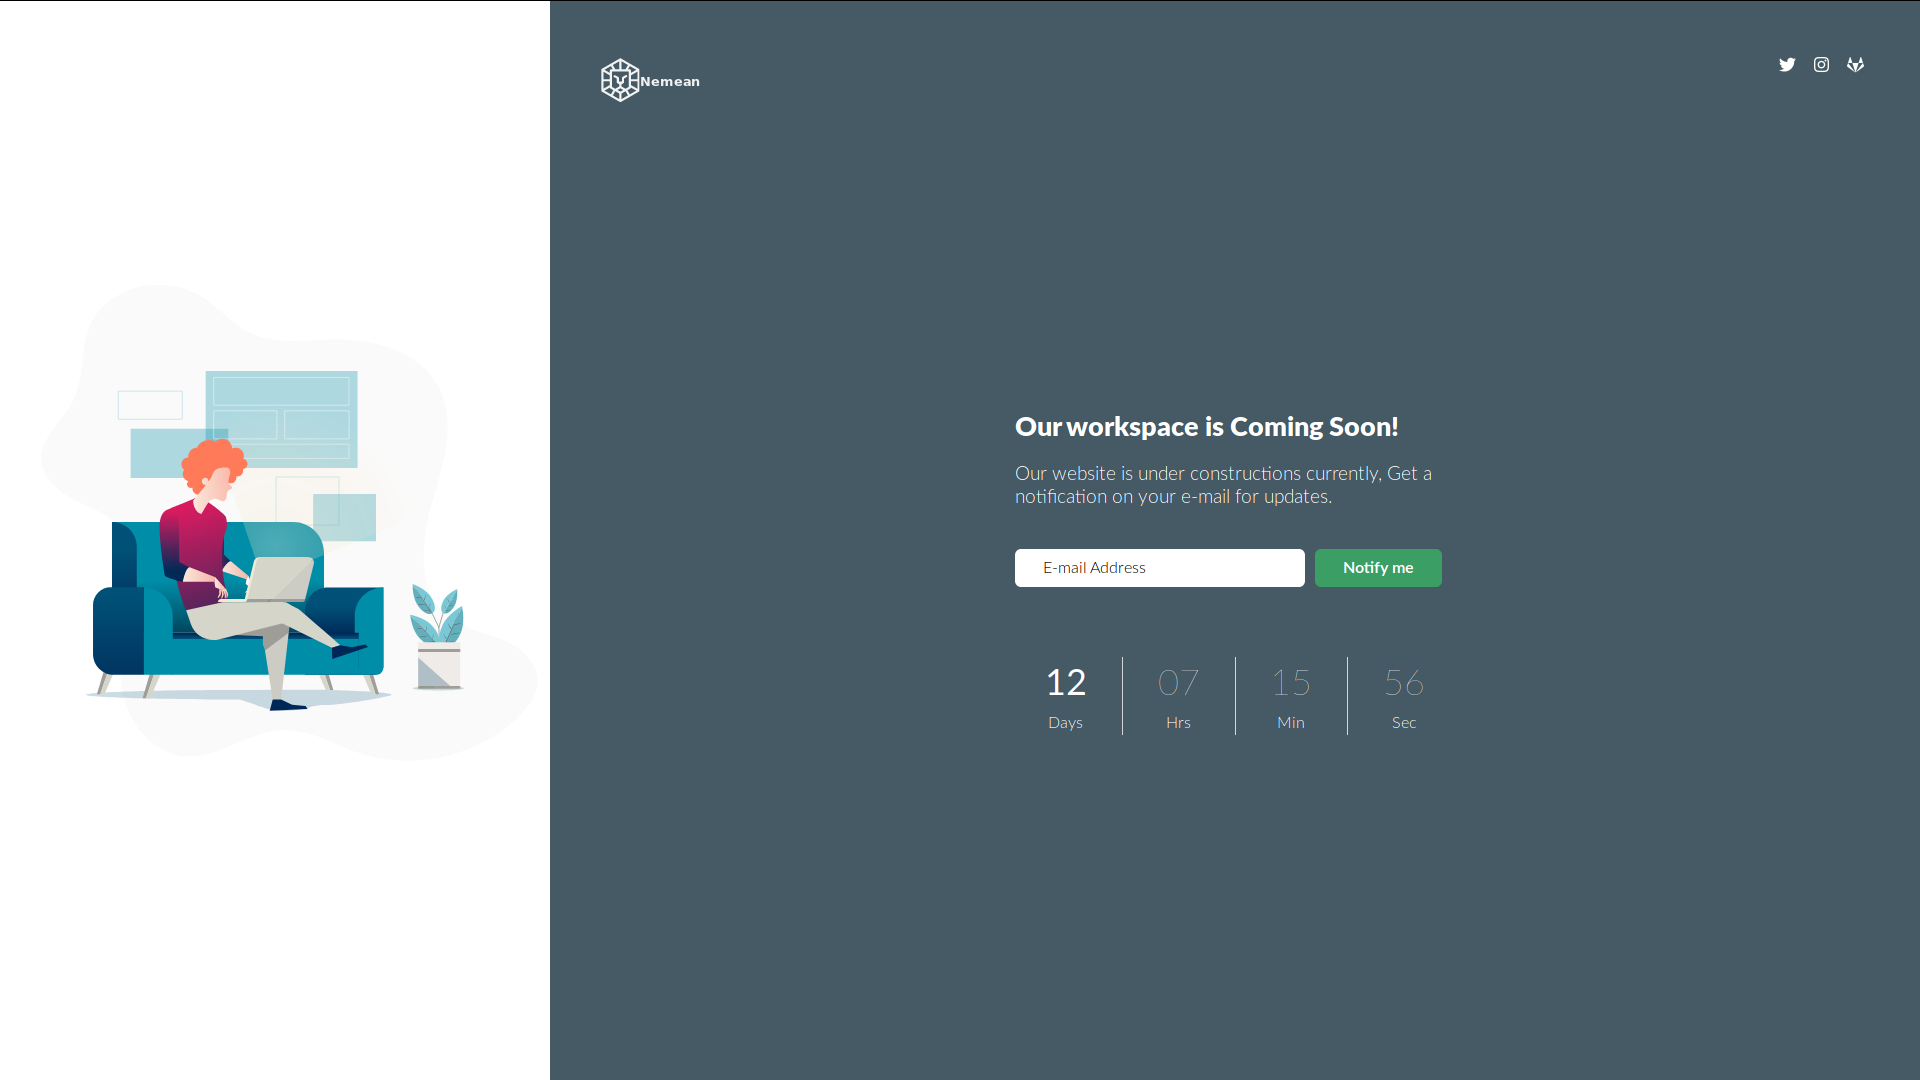 Nemean
Our workspace is Coming Soon!
Our website is under constructions currently, Get a
notification on your e-mail for updates.
E-mail Address
Notify me
12 07 15 56
Days Hrs Min Sec